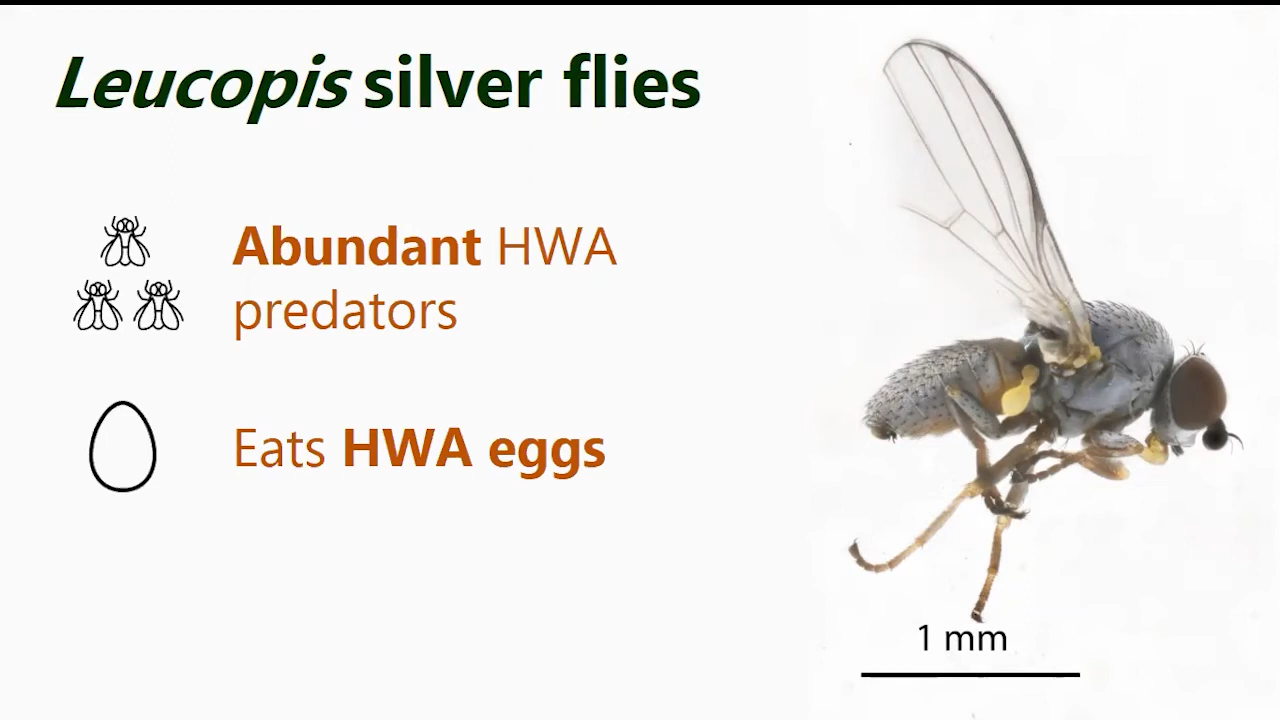 Leucopis silver flies
Abundant HWA
predators
Eats HWA eggs
1 mm